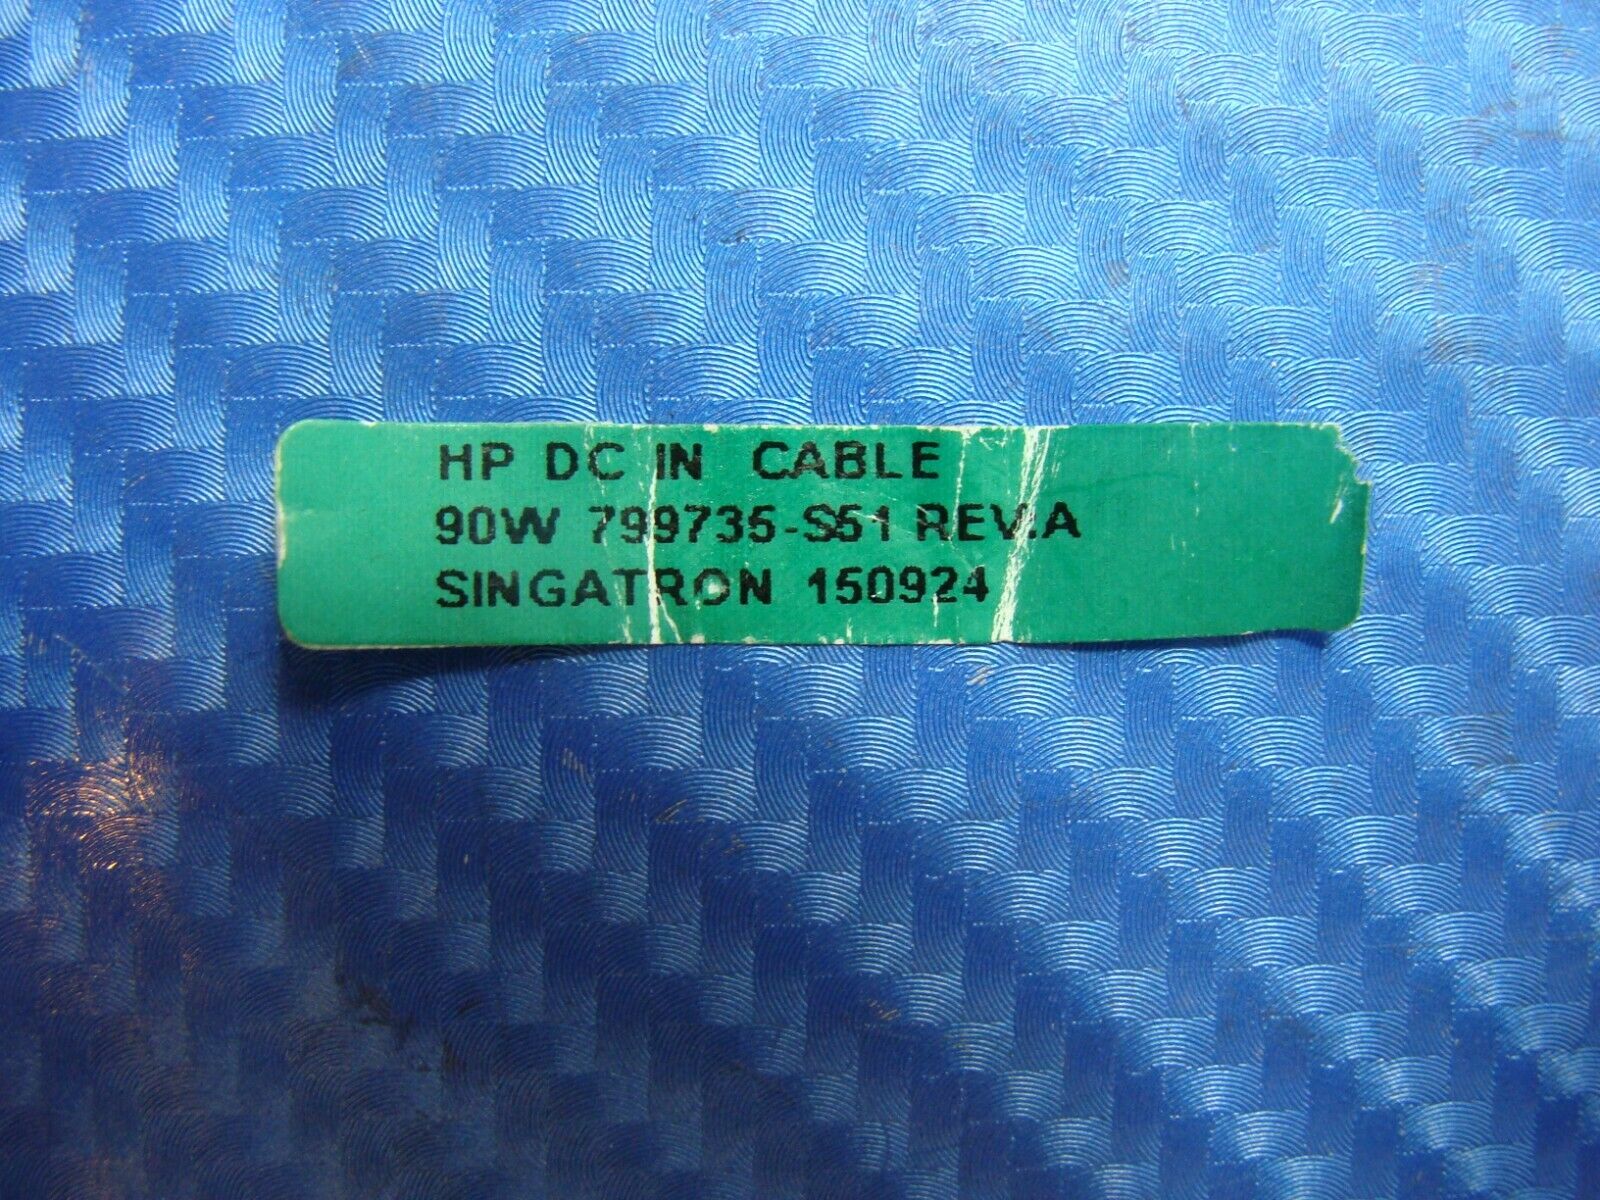 HP DC IN CABLE
90W 799735-S51 REV.A
SINGATRON 150924